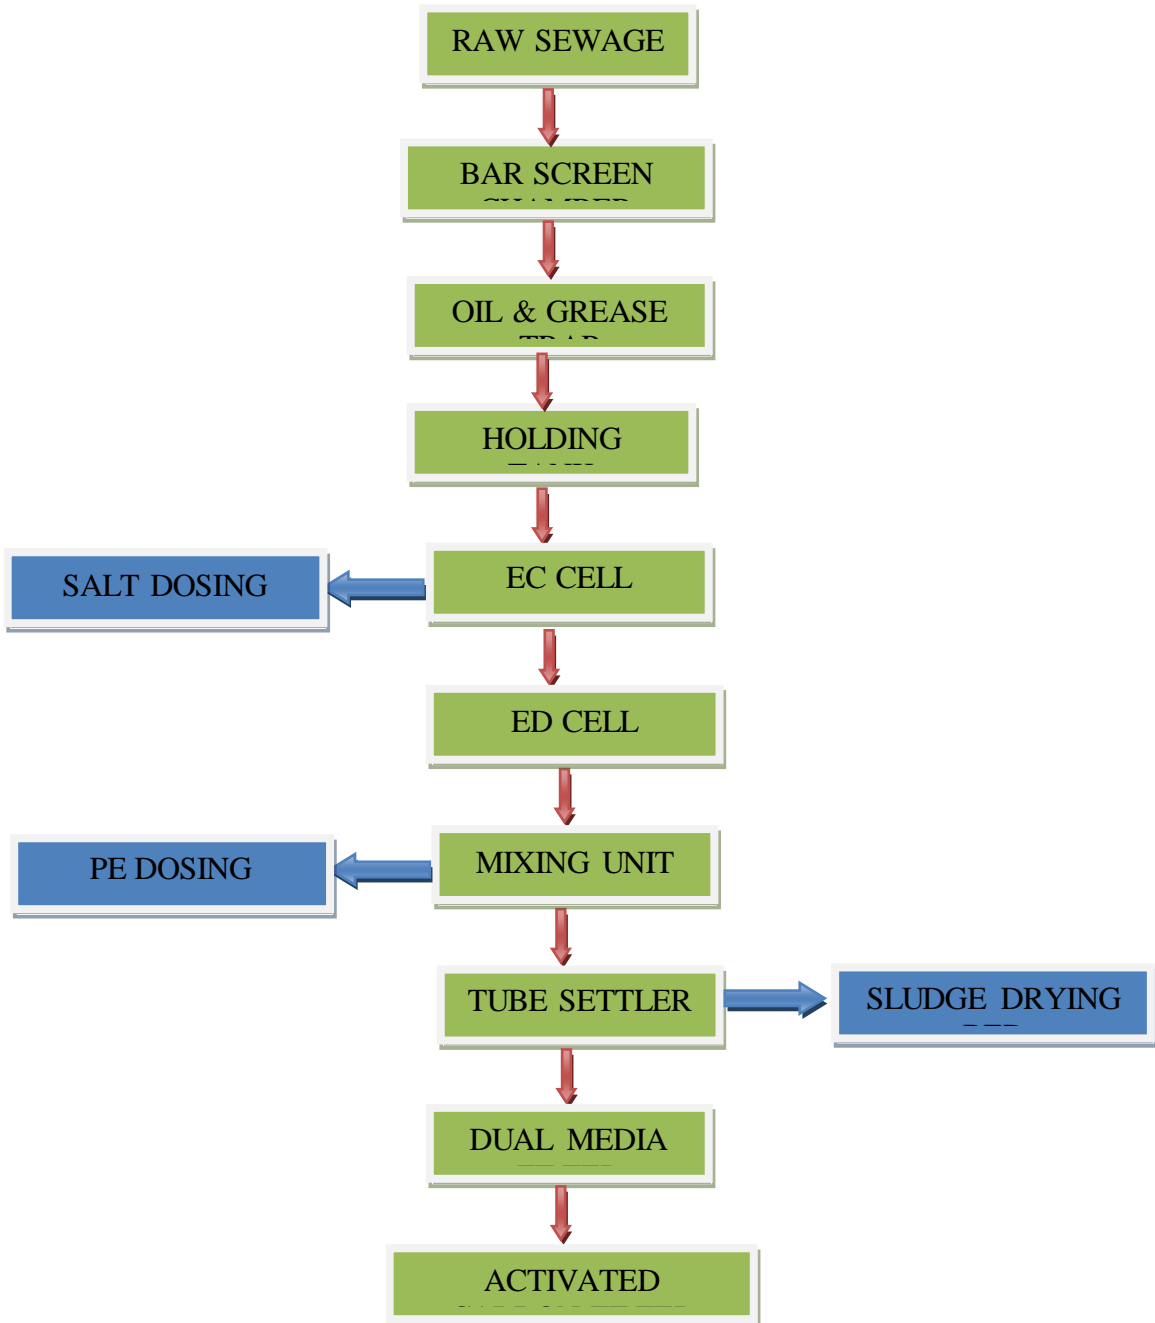 RAW SEWAGE
BAR SCREEN
OIL & GREASE
HOLDING
SALT DOSING
EC CELL
ED CELL
PE DOSING
MIXING UNIT
TUBE SETTLER
SLUDGE DRYING
DUAL MEDIA
ACTIVATED